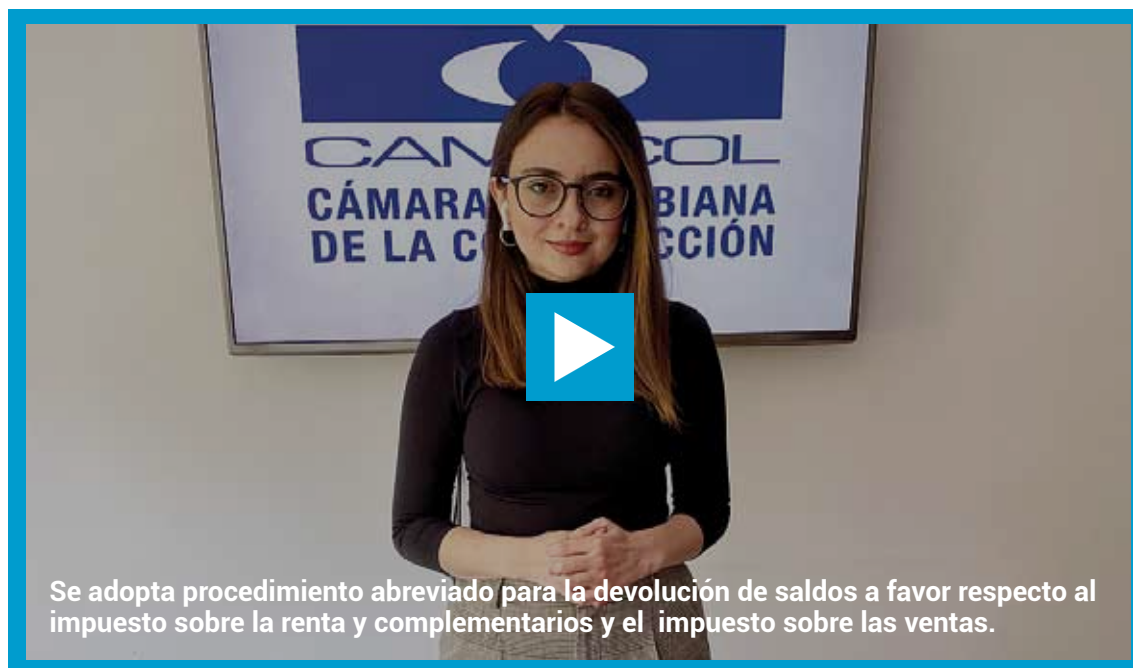 CAM COL
CÁMARA BIANA
DE LA CO CCIÓN
Se adopta procedimiento abreviado para la devolución de saldos a favor respecto al
impuesto sobre la renta y complementarios y el impuesto sobre las ventas.